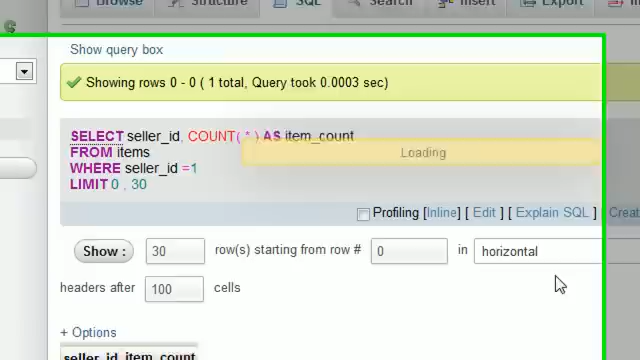 Browse Structure SQL Search Insert Export
Show query box
Showing rows 0 - 0 ( 1 total, Query took 0.0003 sec)
SELECT seller_id, COUNT( * ) AS item_count
Loading
FROM items
WHERE seller_id =1
LIMIT 0 , 30
Profiling [Inline] [ Edit ] [ Explain SQL ] [ Creat
Show : 30 row(s) starting from row # 0 in horizontal
headers after 100 cells
+ Options
seller_id item_count